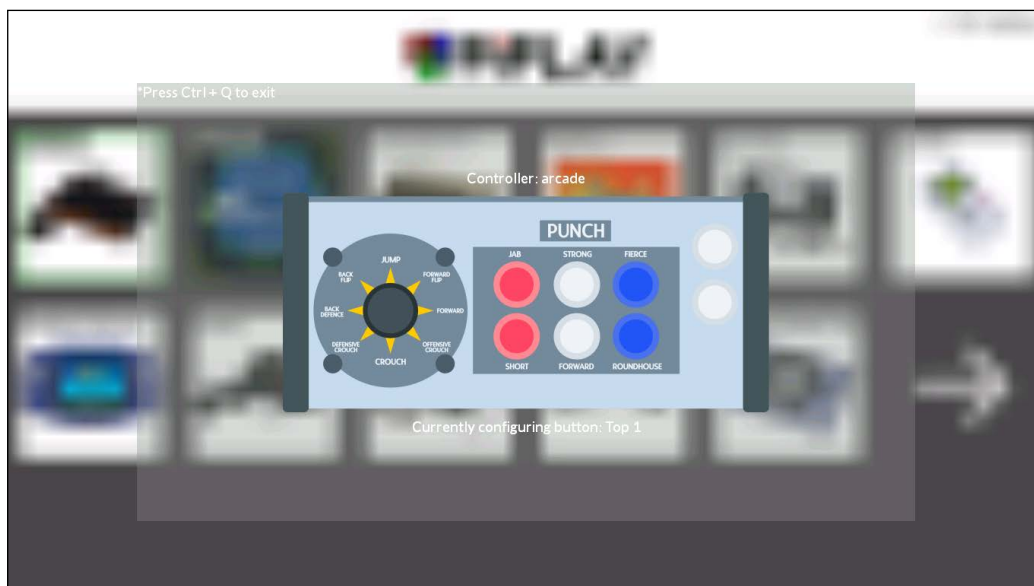 *Press Ctrl + Q to exit
Controller: arcade
PUNCH
JAB STRONG FIERCE
JUMP
BACK FLIP
FORWARD FLIP
BACK DEFENCE
FORWARD
DEFENSIVE CROUCH
OFFENSIVE CROUCH
CROUCH
SHORT FORWARD ROUNDHOUSE
Currently configuring button: Top 1